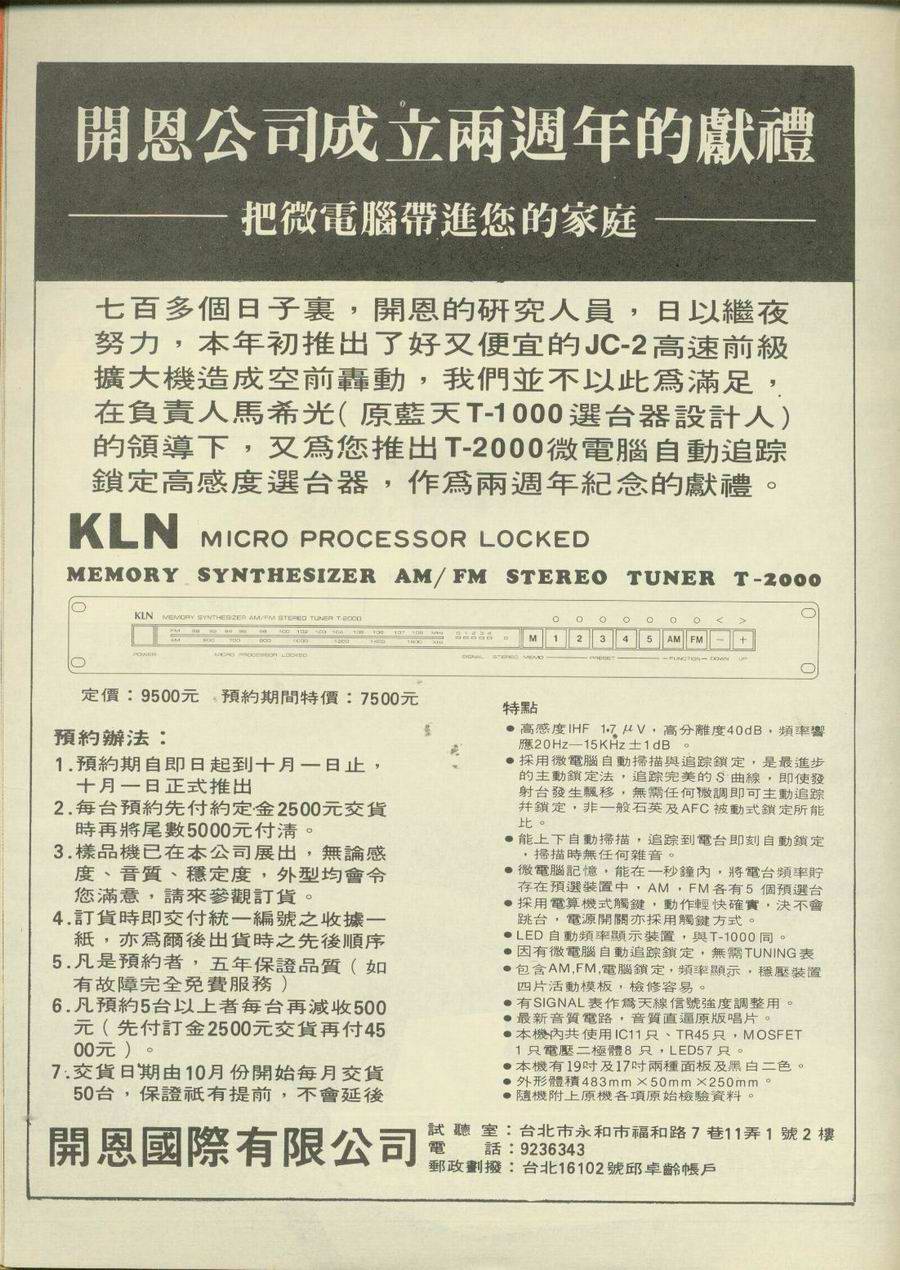 開恩公司成立兩週年的獻禮
把微電腦帶進您的家庭
七百多個日子裏，開恩的研究人員，日以繼夜
努力，本年初推出了好又便宜的JC-2高速前級
擴大機造成空前轟動，我們並不以此爲滿足，
在負責人馬希光（原藍天T-1000選台器設計人）
的領導下，又爲您推出T-2000微電腦自動追踪
鎖定高感度選台器，作爲兩週年紀念的獻禮。
KLN MICRO PROCESSOR LOCKED
MEMORY SYNTHESIZER AM/FM STEREO TUNER T-2000
KLN MEMORY SYNTHESIZER AM/FM STEREO TUNER T-2000
M 1 2 3 4 5 AM FM － ＋
POWER MICRO PROCESSOR LOCKED SIGNAL STEREO MEMO PRESET FUNCTION DOWN UP
定價：9500元 預約期間特價：7500元
預約辦法：
1.預約期自即日起到十月一日止，
十月一日正式推出
2.每台預約先付約定金2500元交貨
時再將尾數5000元付清。
3.樣品機已在本公司展出，無論感
度、音質、穩定度，外型均會令
您滿意，請來參觀訂貨。
4.訂貨時即交付統一編號之收據一
紙，亦爲爾後出貨時之先後順序
5.凡是預約者，五年保證品質（如
有故障完全免費服務）
6.凡預約5台以上者每台再減收500
元（先付訂金2500元交貨再付45
00元）。
7.交貨日期由10月份開始每月交貨
50台，保證祇有提前，不會延後
特點
●高感度IHF 1.7μV，高分離度40dB，頻率響
應20Hz—15KHz±1dB。
●採用微電腦自動掃描與追踪鎖定，是最進步
的主動鎖定法，追踪完美的S曲線，即使發
射台發生飄移，無需任何微調即可主動追踪
并鎖定，非一般石英及AFC被動式鎖定所能
比。
●能上下自動掃描，追踪到電台即刻自動鎖定
，掃描時無任何雜音。
●微電腦記憶，能在一秒鐘內，將電台頻率貯
存在預選裝置中，AM，FM各有5個預選台
●採用電算機式觸鍵，動作輕快確實，決不會
跳台，電源開關亦採用觸鍵方式。
●LED自動頻率顯示裝置，與T-1000同。
●因有微電腦自動追踪鎖定，無需TUNING表
●包含AM,FM,電腦鎖定，頻率顯示，穩壓裝置
四片活動模板，檢修容易。
●有SIGNAL表作爲天線信號強度調整用。
●最新音質電路，音質直逼原版唱片。
●本機內共使用IC11只、TR45只，MOSFET
1只電壓二極體8只，LED57只。
●本機有19吋及17吋兩種面板及黑白二色。
●外形體積483mm×50mm×250mm。
●隨機附上原機各項原始檢驗資料。
開恩國際有限公司
試聽室：台北市永和市福和路7巷11弄1號2樓
電話：9236343
郵政劃撥：台北16102號邱卓齡帳戶